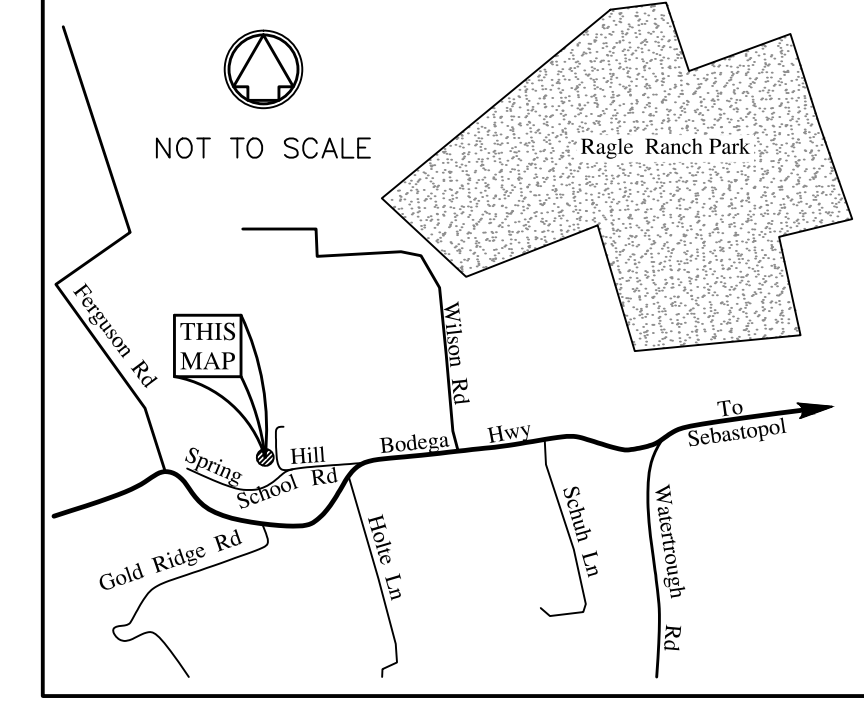 NOT TO SCALE
Ragle Ranch Park
Ferguson Rd
THIS
MAP
Wilson Rd
To
Sebastopol
Bodega Hwy
Spring Hill
School Rd
Gold Ridge Rd
Holte Ln
Schuh Ln
Watertrough Rd